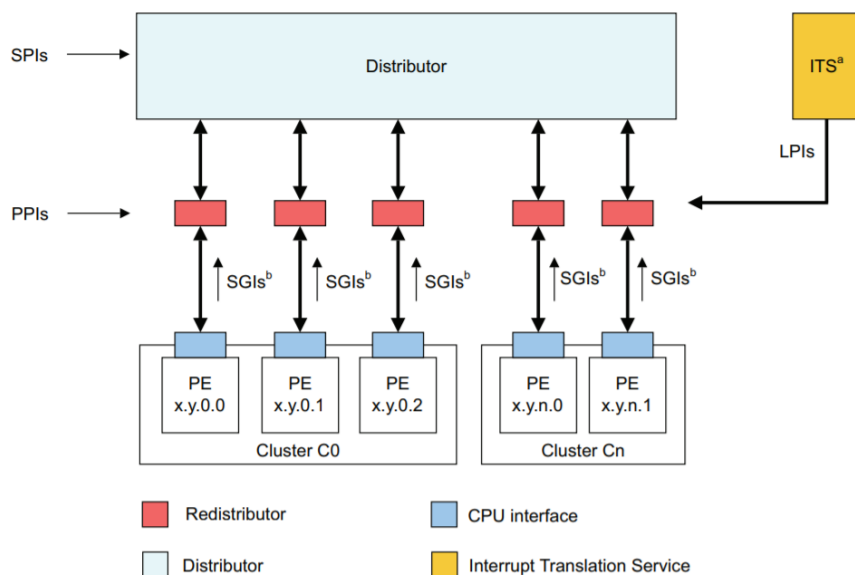 SPIs
Distributor
ITSa
LPIs
PPIs
SGIsb
SGIsb
SGIsb
SGIsb
SGIsb
PE
x.y.0.0
PE
x.y.0.1
PE
x.y.0.2
PE
x.y.n.0
PE
x.y.n.1
Cluster C0
Cluster Cn
Redistributor
CPU interface
Distributor
Interrupt Translation Service